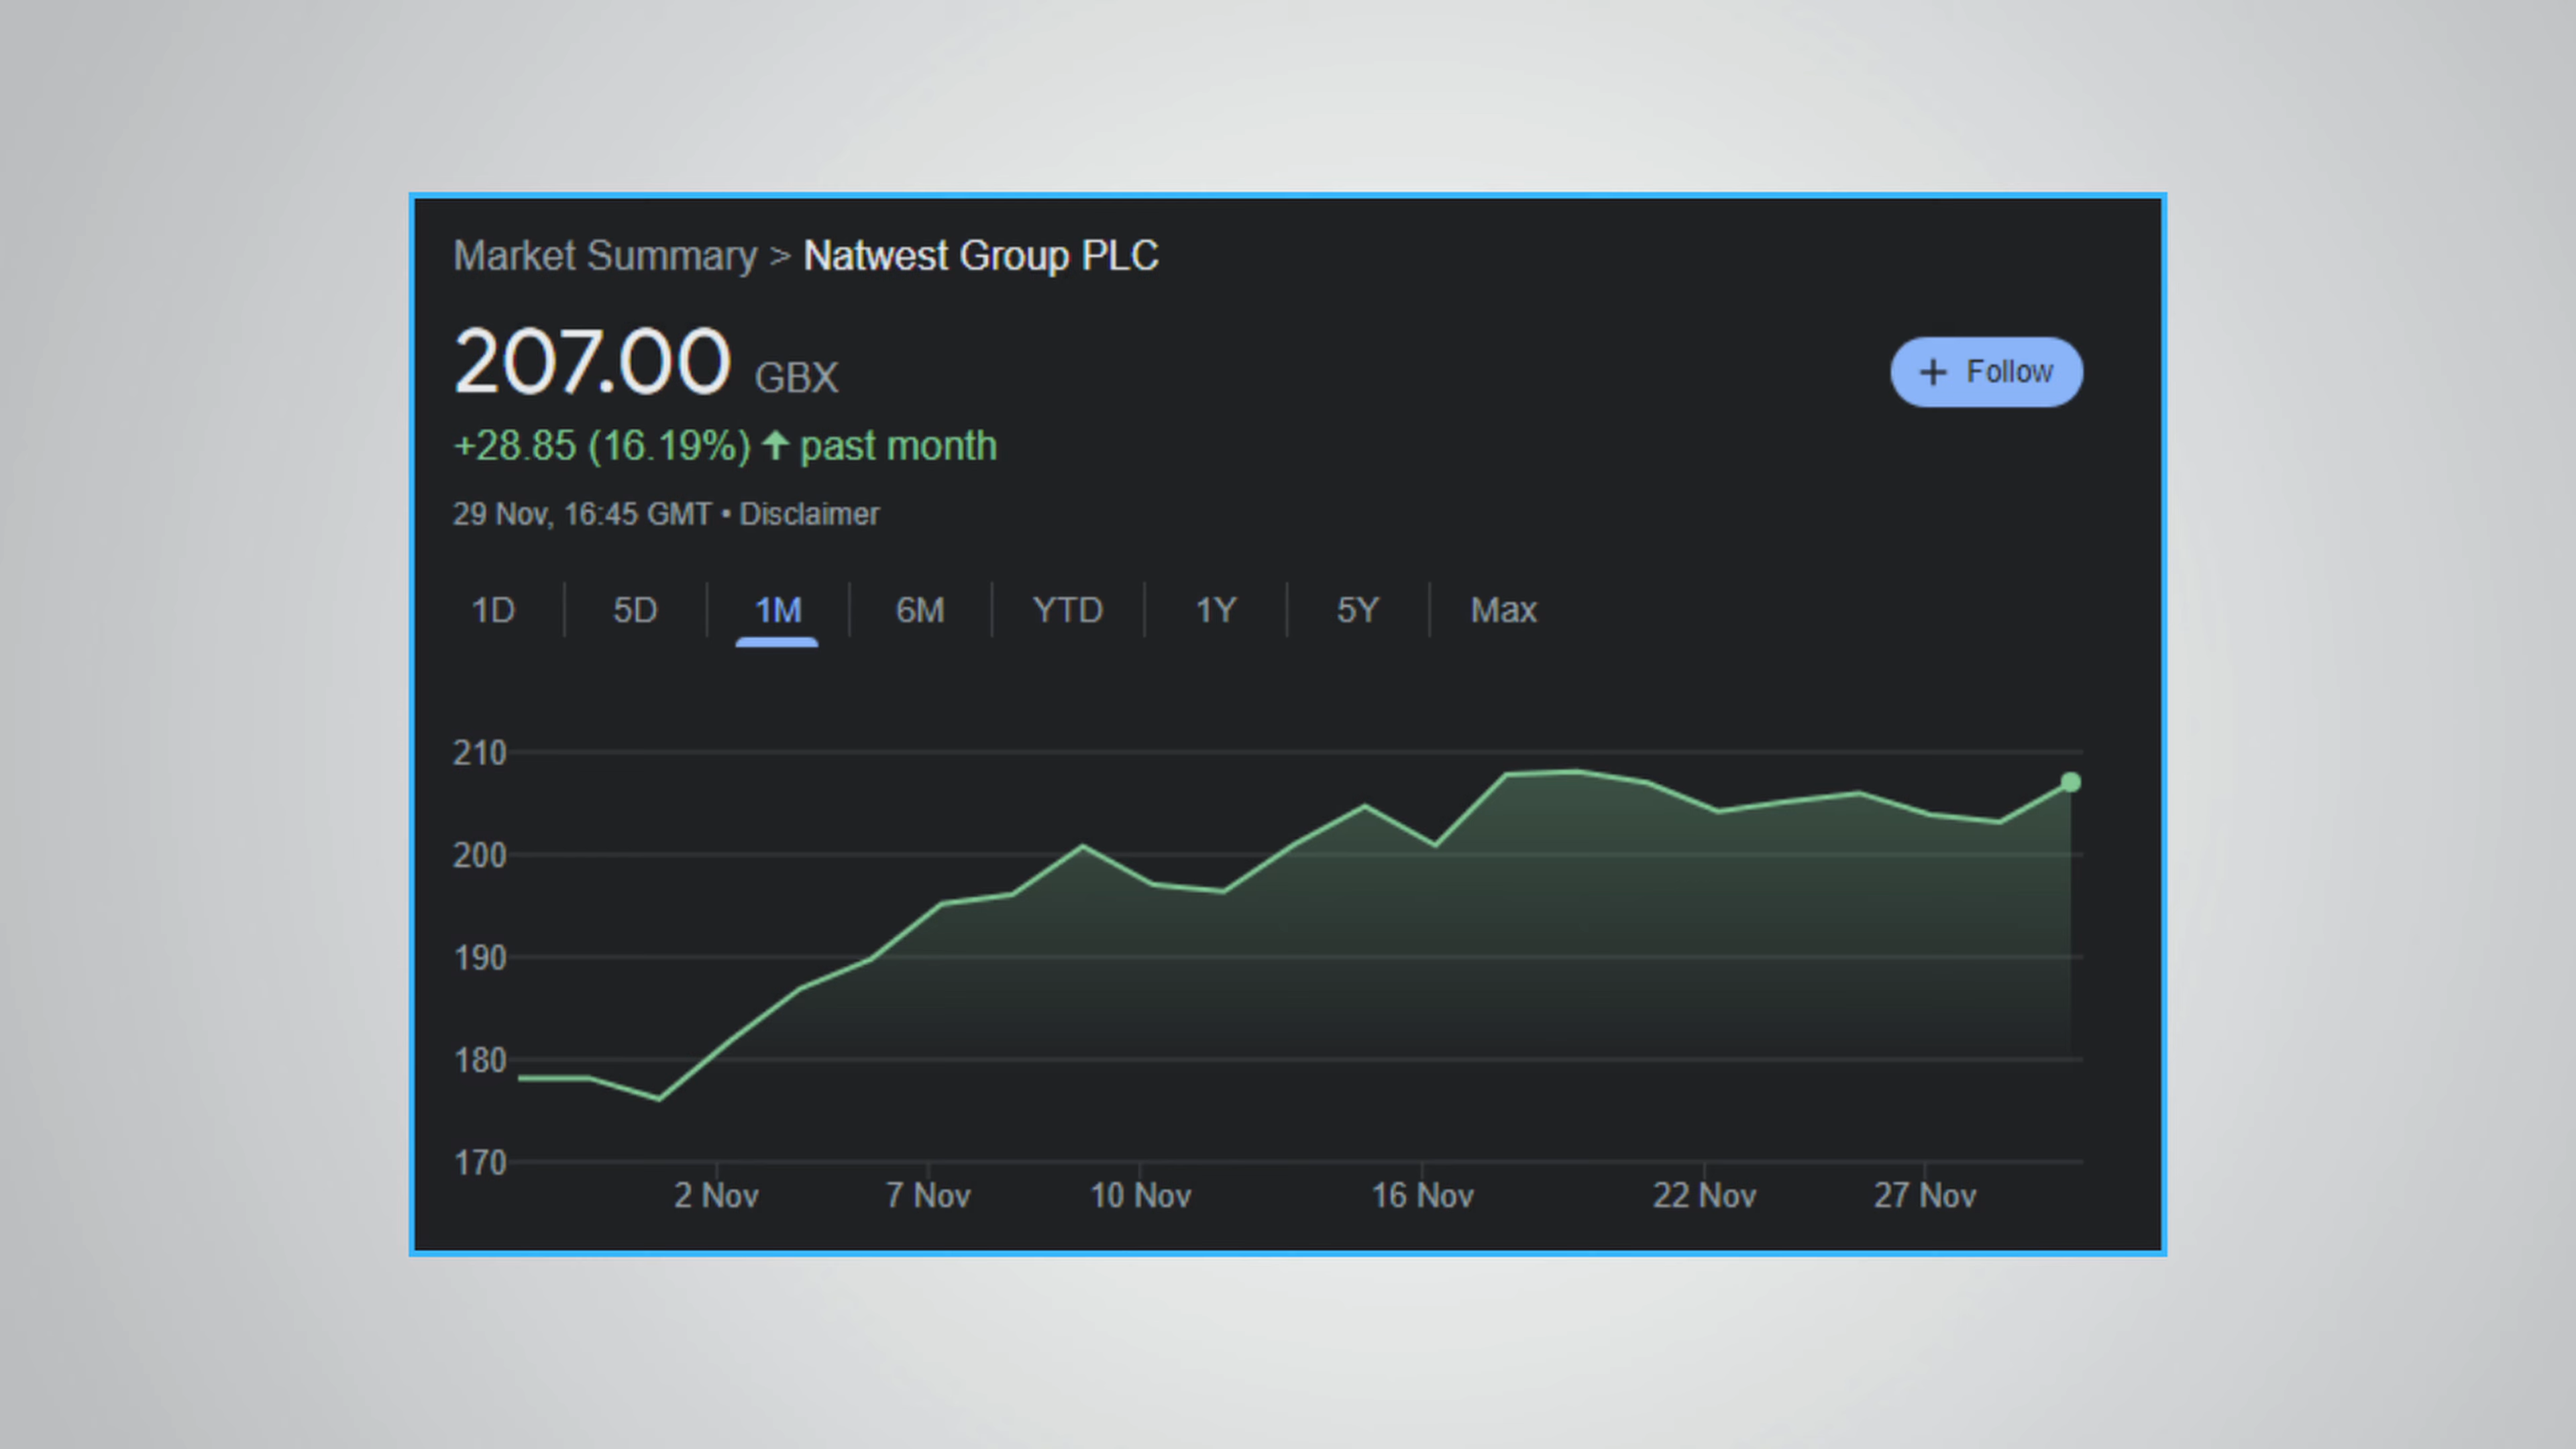 Market Summary > Natwest Group PLC
207.00 GBX
+ Follow
+28.85 (16.19%) ↑ past month
29 Nov, 16:45 GMT • Disclaimer
1D 5D 1M 6M YTD 1Y 5Y Max
210
200
190
180
170
2 Nov 7 Nov 10 Nov 16 Nov 22 Nov 27 Nov